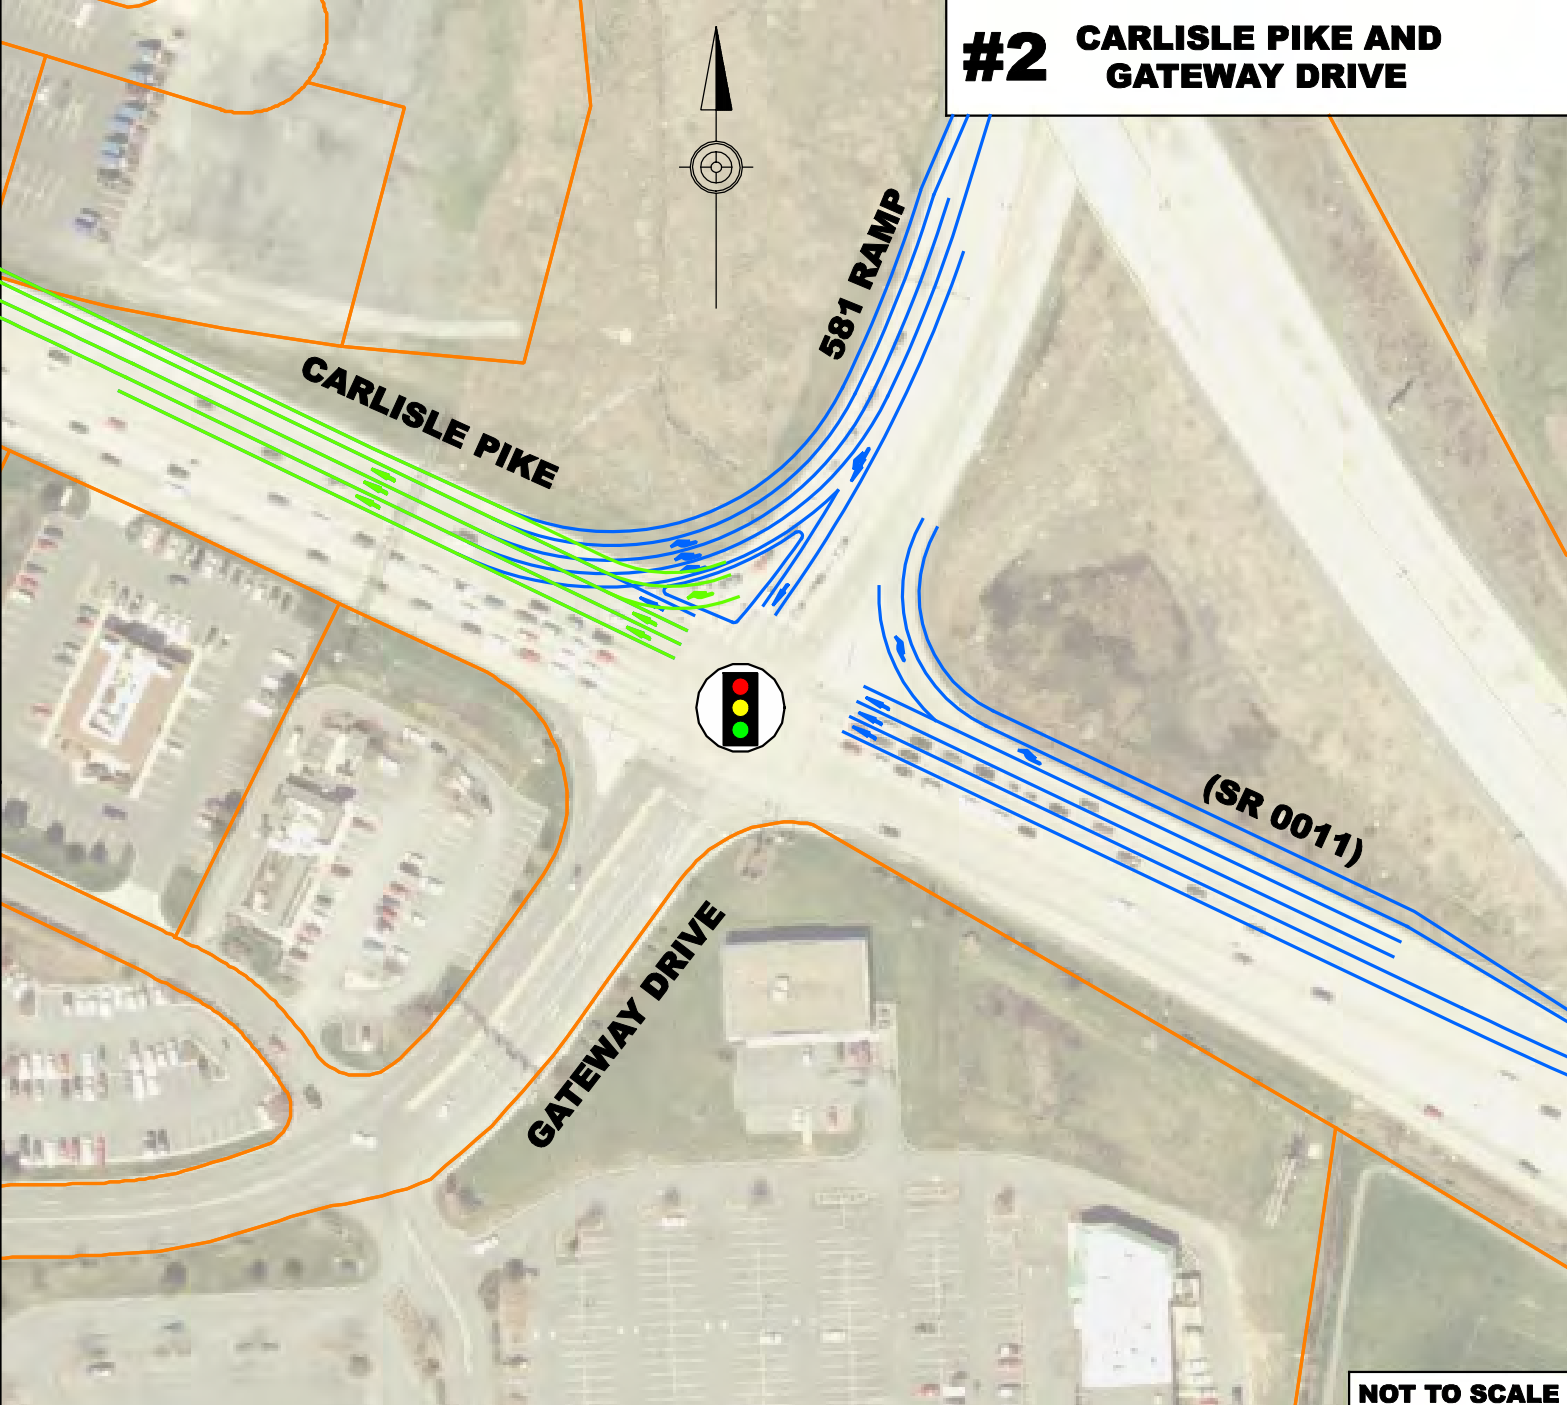 #2 CARLISLE PIKE AND
GATEWAY DRIVE
581 RAMP
CARLISLE PIKE
(SR 0011)
GATEWAY DRIVE
NOT TO SCALE